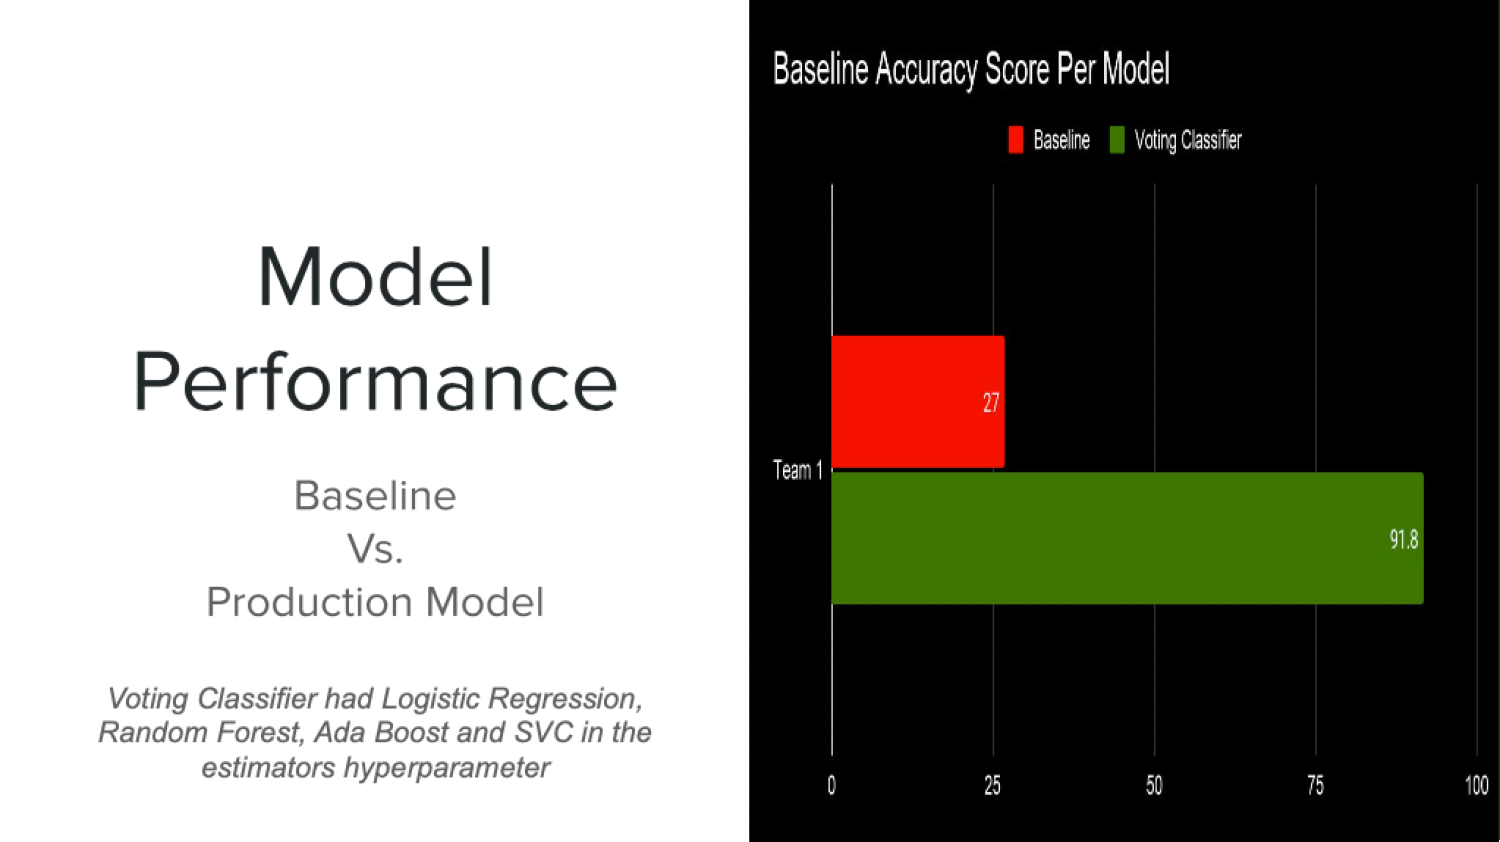 Model
Performance
Baseline
Vs.
Production Model
Voting Classifier had Logistic Regression,
Random Forest, Ada Boost and SVC in the
estimators hyperparameter
Baseline Accuracy Score Per Model
Baseline
Voting Classifier
27
Team 1
91.8
0
25
50
75
100